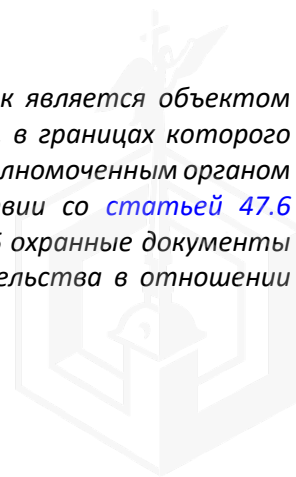 к является объектом
в границах которого
лномоченным органом
вии со статьей 47.6
охранные документы
ельства в отношении